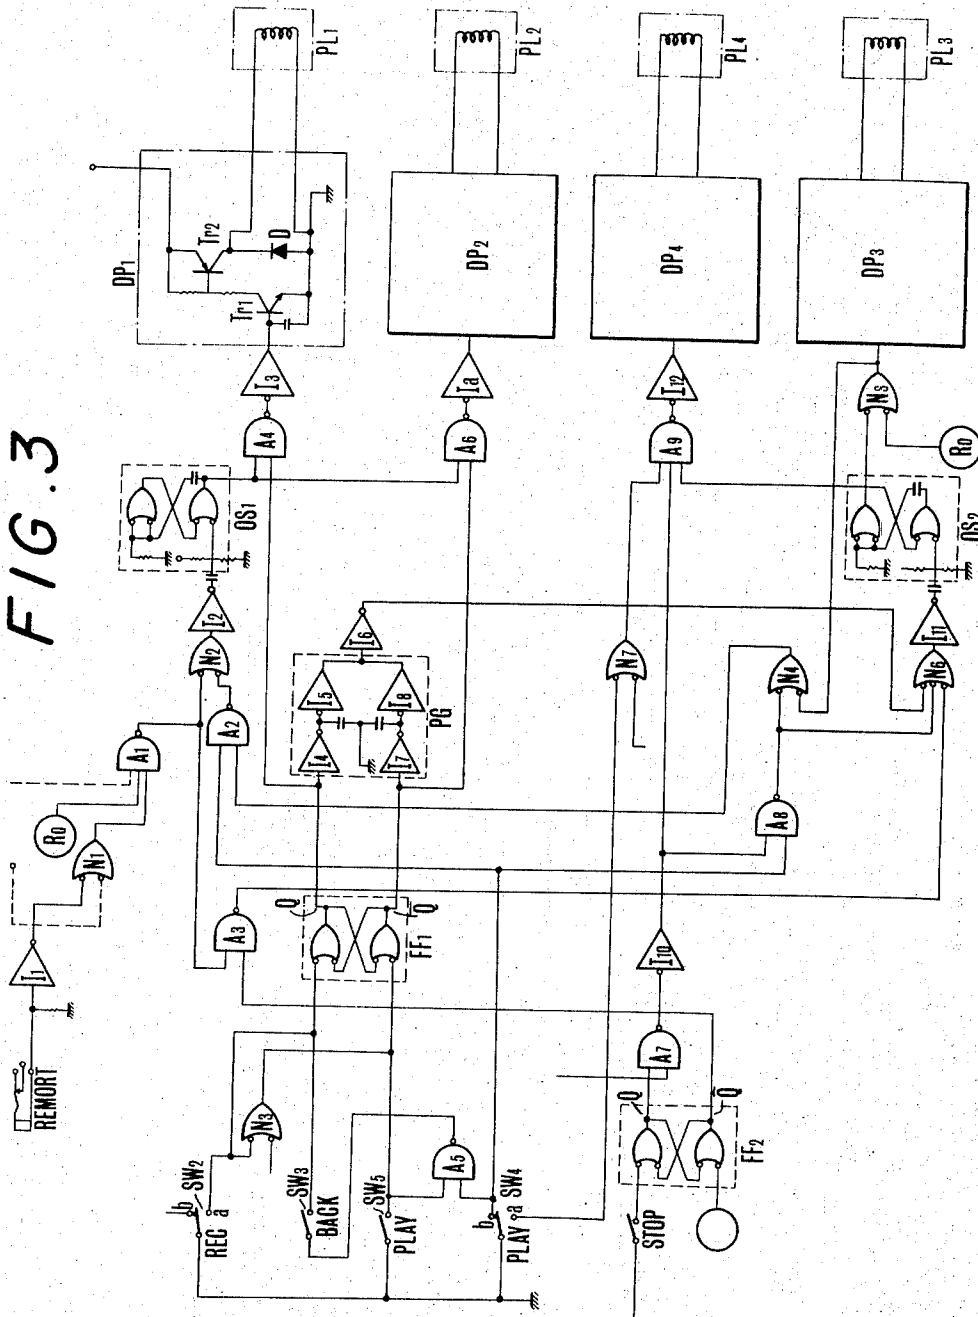 FIG. 3
REMORT
I1
R0
N1
A1
N2
I2
OS1
A2
A3
A4
I3
DP1
Tr1
Tr2
D
PL1
REC
b
a
SW2
N3
SW3
BACK
SW5
PLAY
A5
b
a
SW4
PLAY
Q
Q
FF1
I4
I5
I7
I8
PG
I6
A6
Ia
DP2
PL2
STOP
Q
Q̄
FF2
A7
I10
N7
A9
I12
DP4
PL4
A8
N4
N6
I11
OS2
N5
R0
DP3
PL3